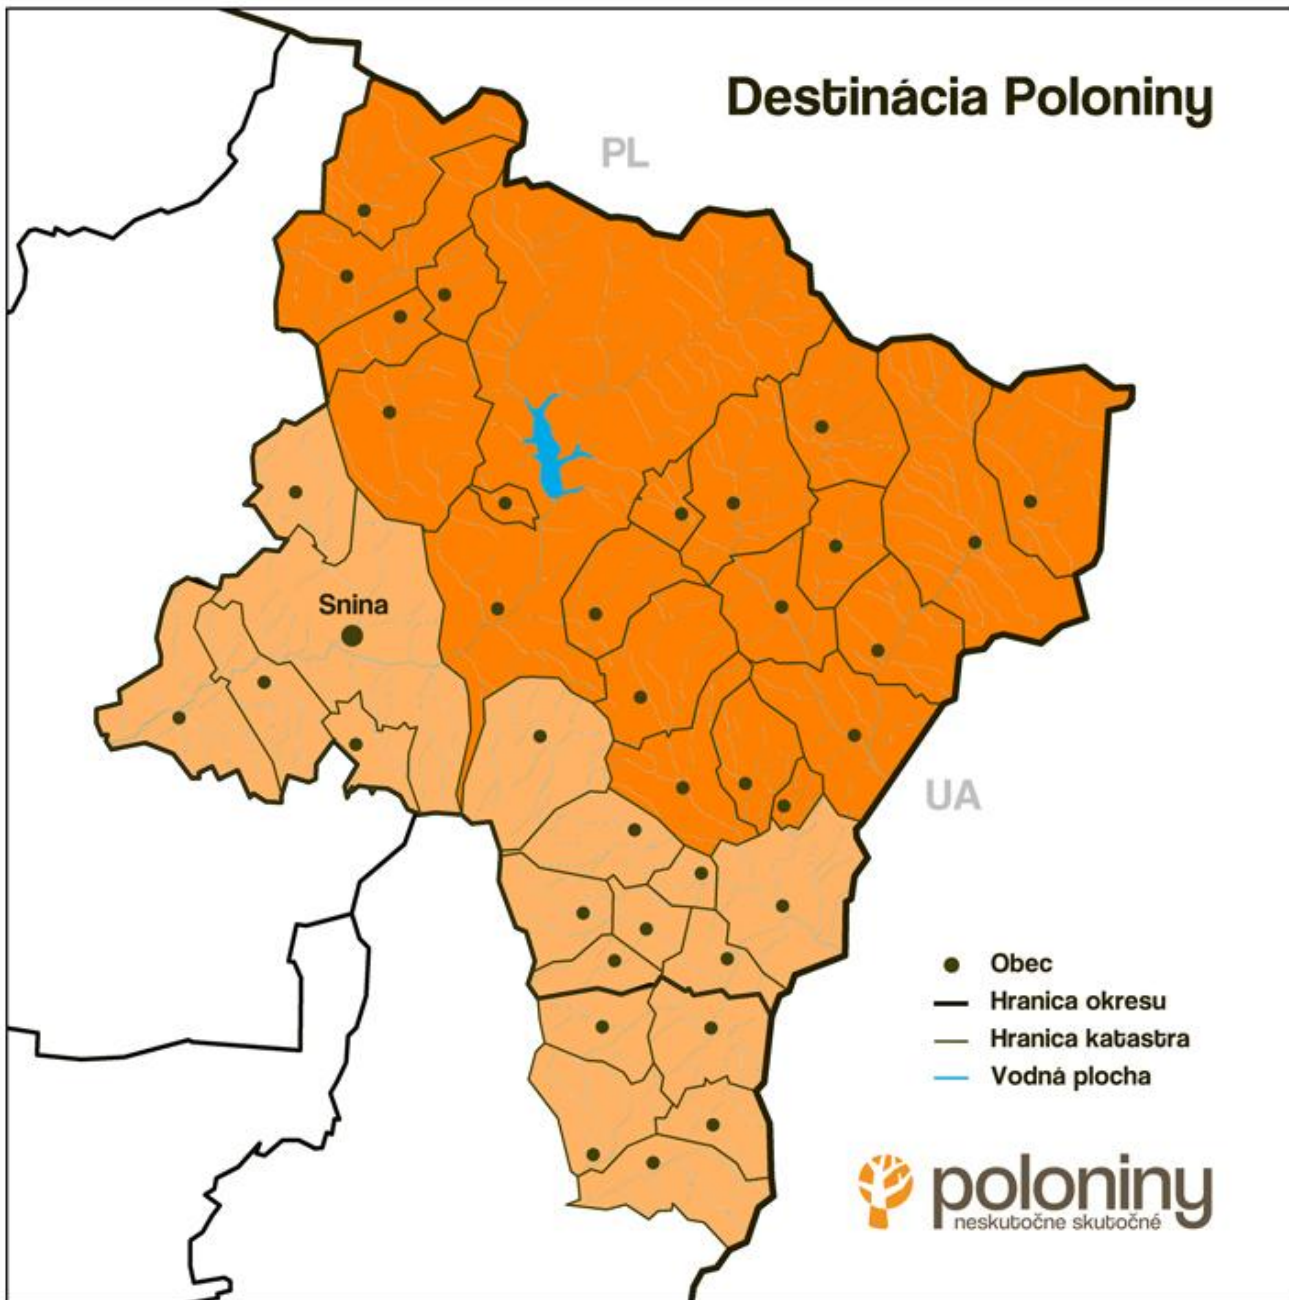 Destinácia Poloniny
PL
Snina
UA
Obec
Hranica okresu
Hranica katastra
Vodná plocha
poloniny
neskutočne skutočné